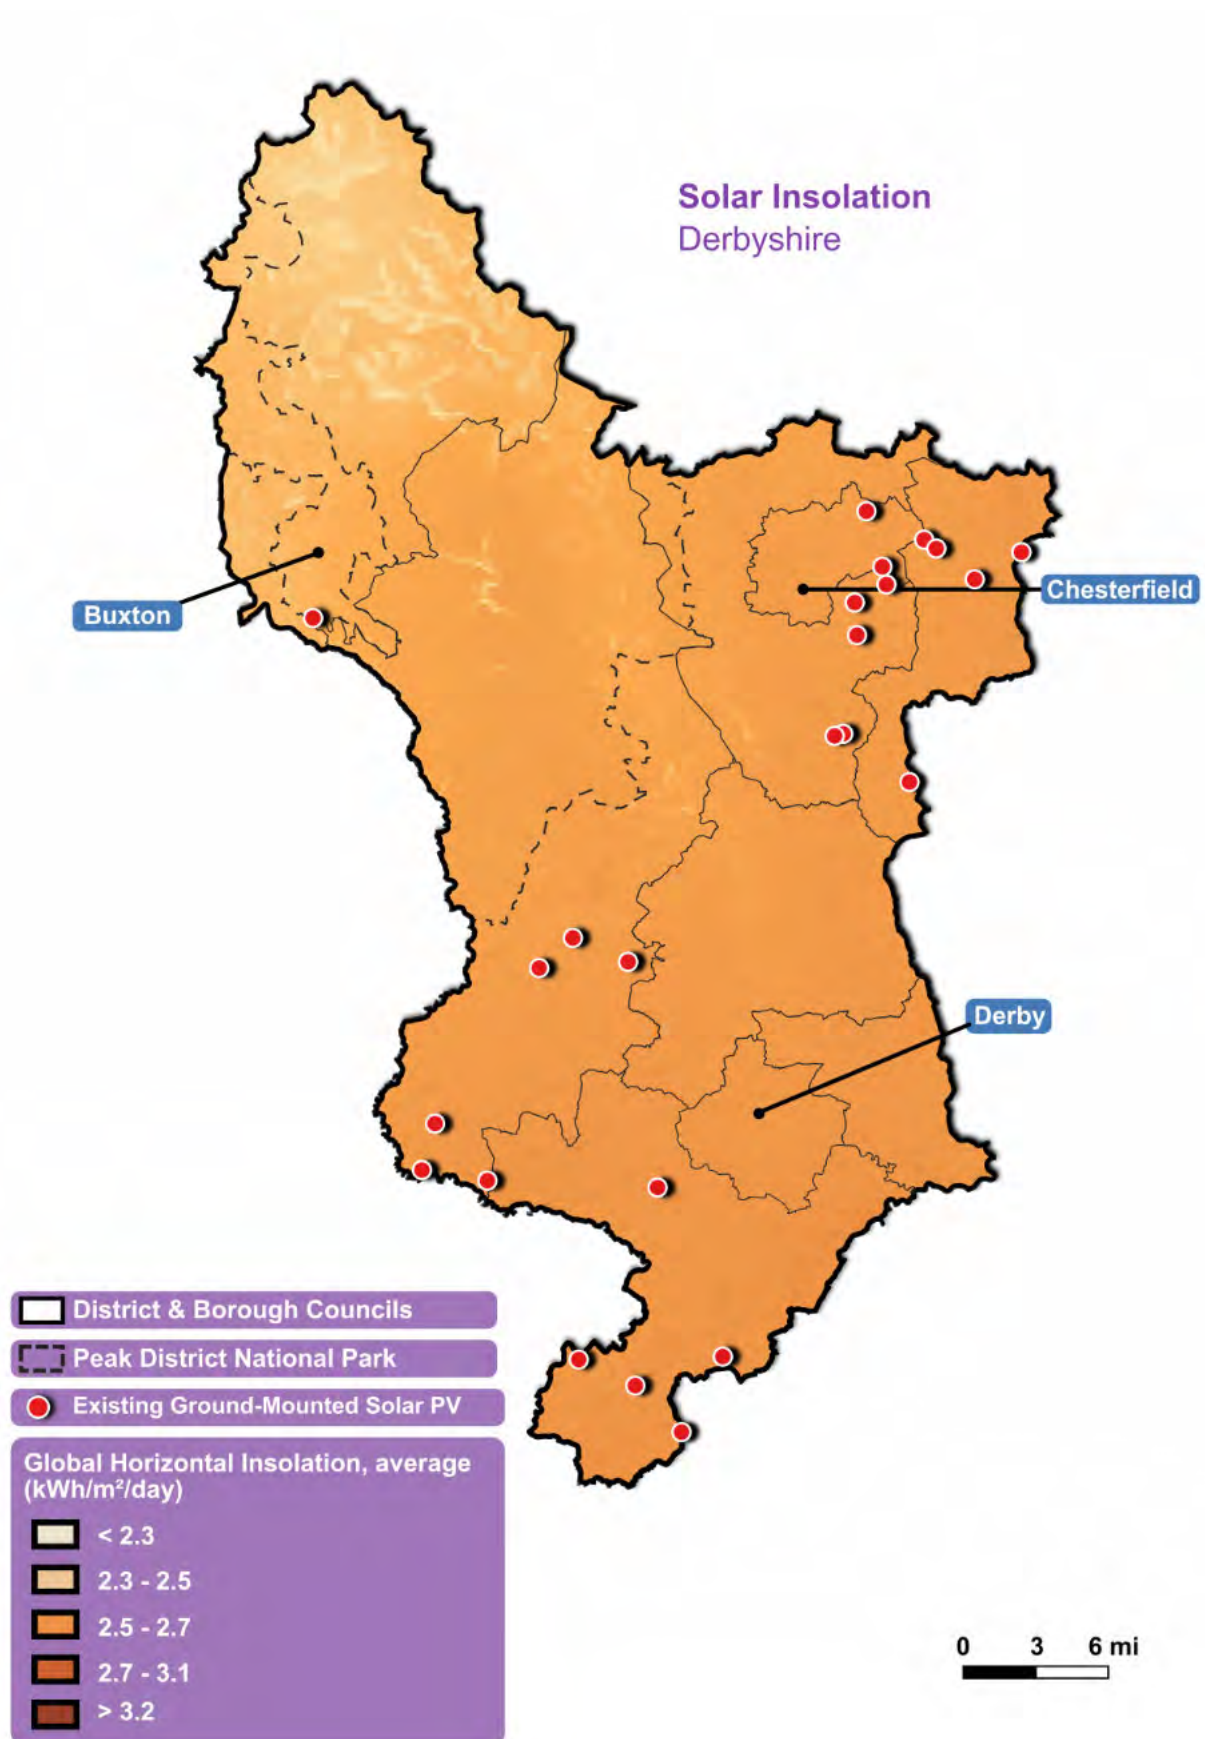 Solar Insolation
Derbyshire
Buxton
Chesterfield
Derby
District & Borough Councils
Peak District National Park
Existing Ground-Mounted Solar PV
Global Horizontal Insolation, average
(kWh/m²/day)
< 2.3
2.3 - 2.5
2.5 - 2.7
2.7 - 3.1
> 3.2
0 3 6 mi